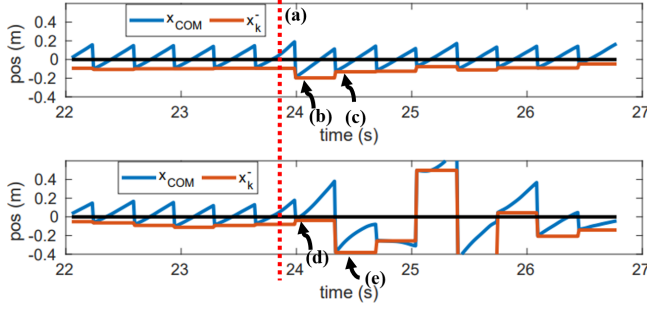 (a)
x_COM x_k^-
pos (m)
0.4
0.2
0
-0.2
-0.4
(b) (c)
22 23 24 25 26 27
time (s)
x_COM x_k^-
pos (m)
0.4
0.2
0
-0.2
-0.4
(d)
(e)
22 23 24 25 26 27
time (s)